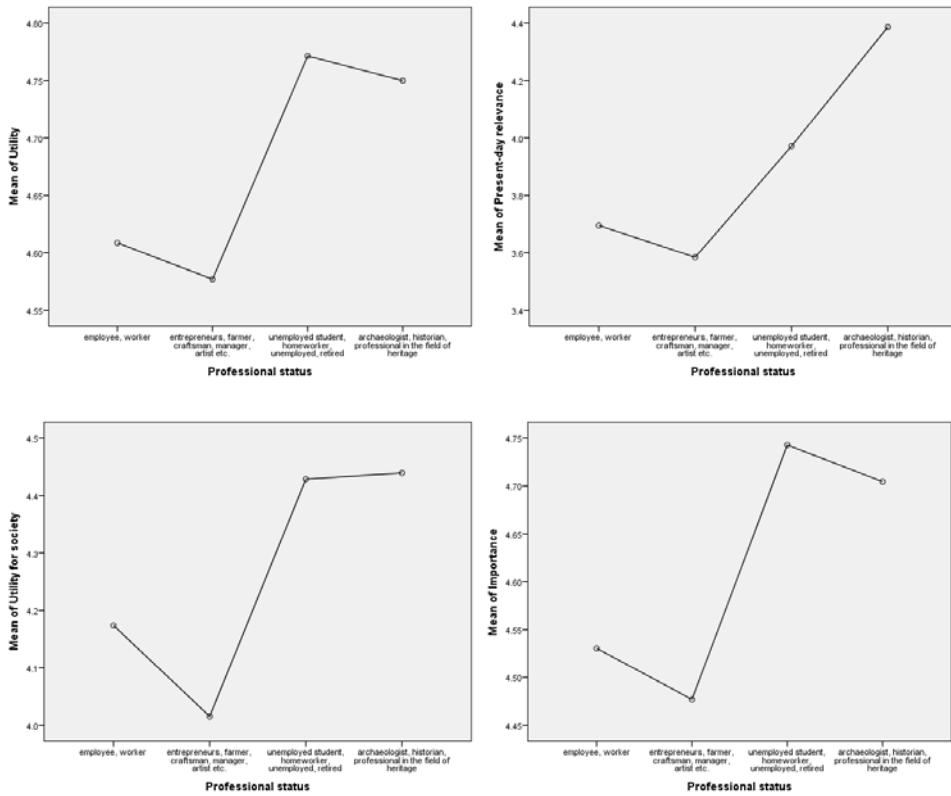 Mean of Utility
4.80
4.75
4.70
4.65
4.60
4.55
employee, worker
entrepreneurs, farmer,
craftsman, manager,
artist etc.
unemployed student,
homeworker,
unemployed, retired
archaeologist, historian,
professional in the field of
heritage
Professional status
Mean of Present-day relevance
4.4
4.2
4.0
3.8
3.6
3.4
employee, worker
entrepreneurs, farmer,
craftsman, manager,
artist etc.
unemployed student,
homeworker,
unemployed, retired
archaeologist, historian,
professional in the field of
heritage
Professional status
Mean of Utility for society
4.5
4.4
4.3
4.2
4.1
4.0
employee, worker
entrepreneurs, farmer,
craftsman, manager,
artist etc.
unemployed student,
homeworker,
unemployed, retired
archaeologist, historian,
professional in the field of
heritage
Professional status
Mean of Importance
4.75
4.70
4.65
4.60
4.55
4.50
4.45
employee, worker
entrepreneurs, farmer,
craftsman, manager,
artist etc.
unemployed student,
homeworker,
unemployed, retired
archaeologist, historian,
professional in the field of
heritage
Professional status